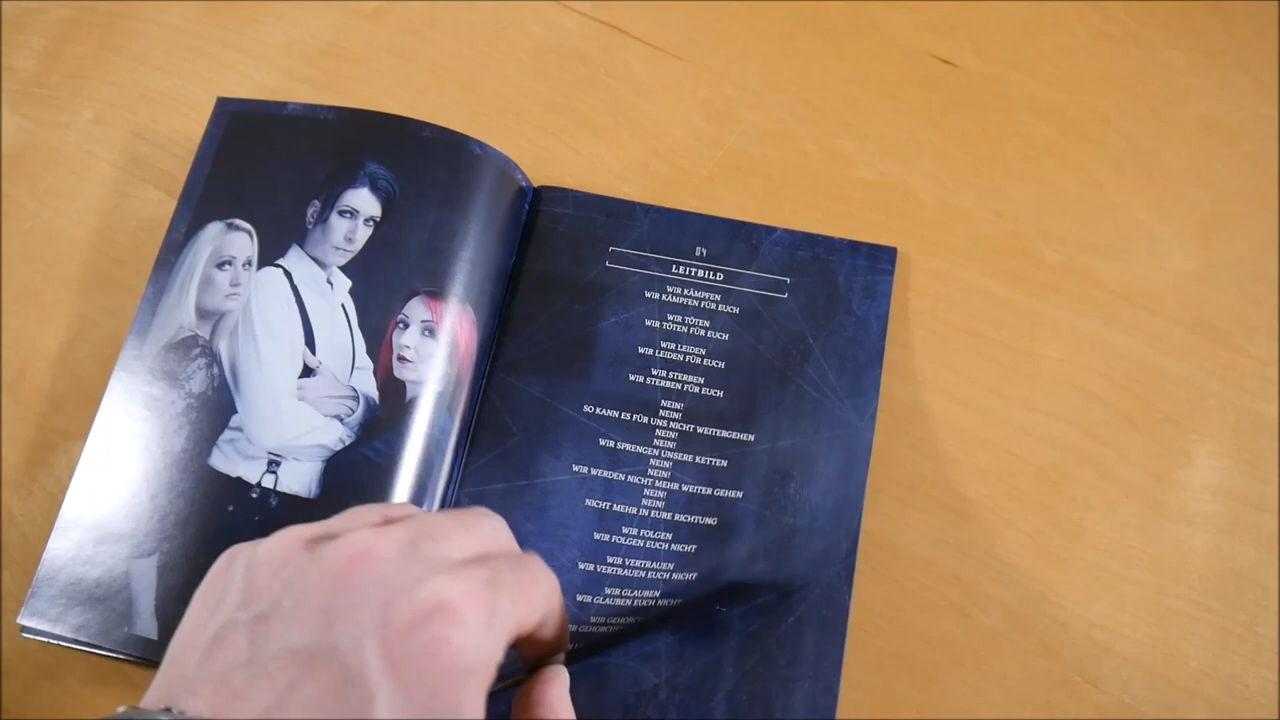 04
LEITBILD
WIR KÄMPFEN
WIR KÄMPFEN FÜR EUCH
WIR TÖTEN
WIR TÖTEN FÜR EUCH
WIR LEIDEN
WIR LEIDEN FÜR EUCH
WIR STERBEN
WIR STERBEN FÜR EUCH
NEIN!
NEIN!
SO KANN ES FÜR UNS NICHT WEITERGEHEN
NEIN!
NEIN!
WIR SPRENGEN UNSERE KETTEN
NEIN!
NEIN!
WIR WERDEN NICHT MEHR WEITER GEHEN
NEIN!
NEIN!
NICHT MEHR IN EURE RICHTUNG
WIR FOLGEN
WIR FOLGEN EUCH NICHT
WIR VERTRAUEN
WIR VERTRAUEN EUCH NICHT
WIR GLAUBEN
WIR GLAUBEN EUCH NICHT
WIR